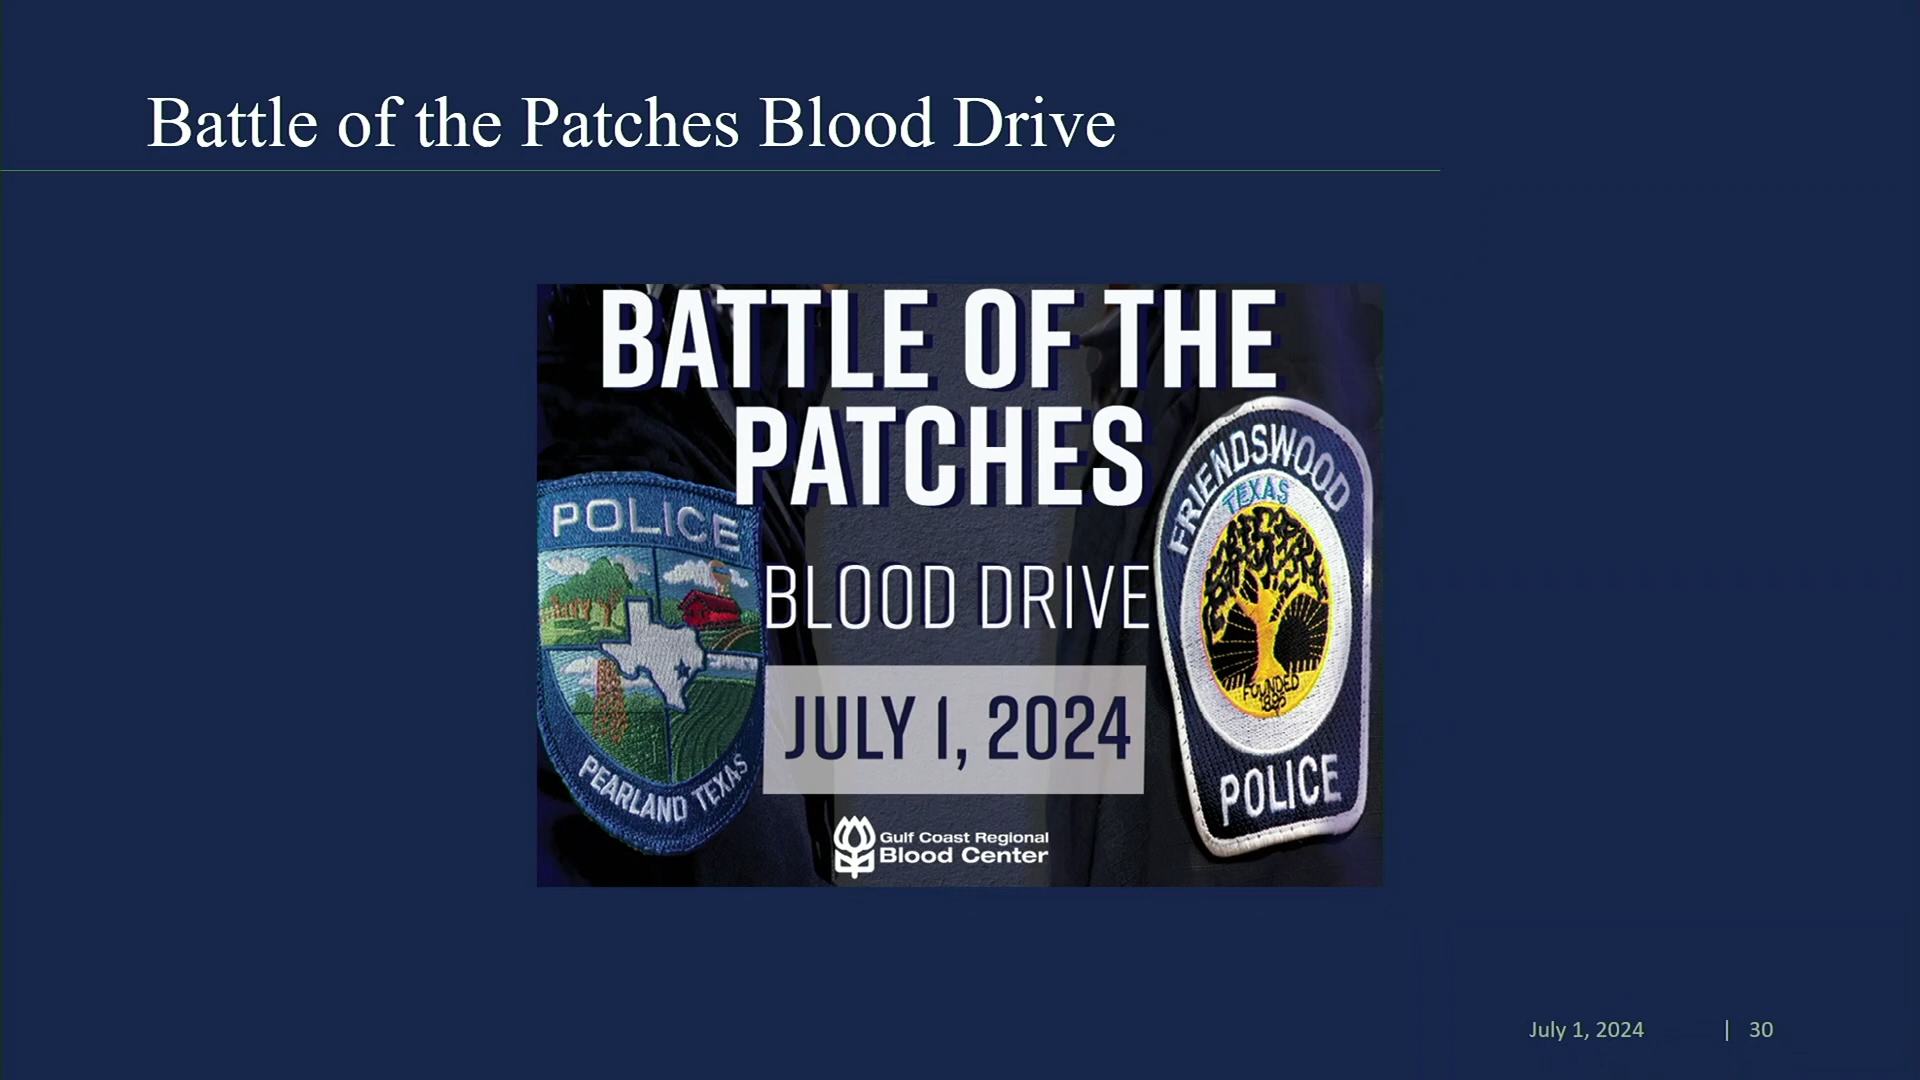 Battle of the Patches Blood Drive
BATTLE OF THE
PATCHES
BLOOD DRIVE
JULY 1, 2024
POLICE
PEARLAND TEXAS
FRIENDSWOOD
TEXAS
FOUNDED
1895
POLICE
Gulf Coast Regional
Blood Center
July 1, 2024 | 30